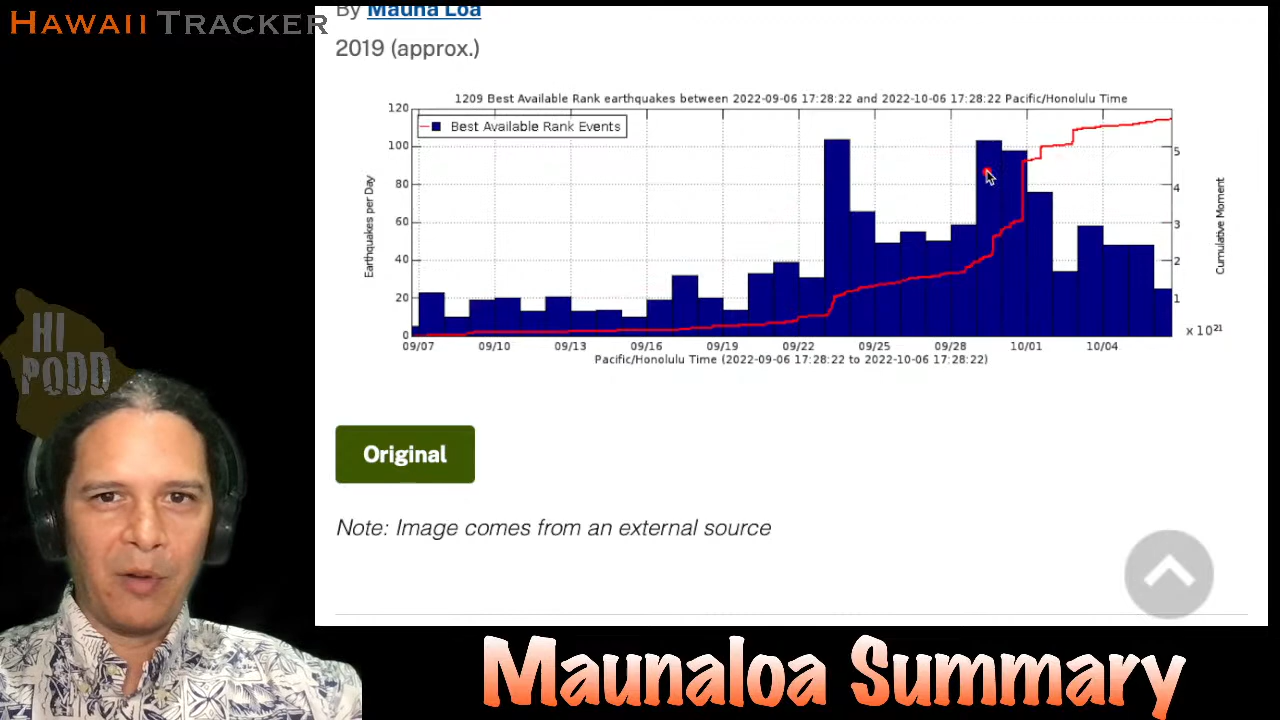 HAWAII TRACKER
By Mauna Loa
2019 (approx.)
1209 Best Available Rank earthquakes between 2022-09-06 17:28:22 and 2022-10-06 17:28:22 Pacific/Honolulu Time
Best Available Rank Events
Earthquakes per Day
120
100
80
60
40
20
0
5
4
3
2
1
x 10²¹
Cumulative Moment
09/07 09/10 09/13 09/16 09/19 09/22 09/25 09/28 10/01 10/04
Pacific/Honolulu Time (2022-09-06 17:28:22 to 2022-10-06 17:28:22)
HI
PODD
Original
Note: Image comes from an external source
Maunaloa Summary